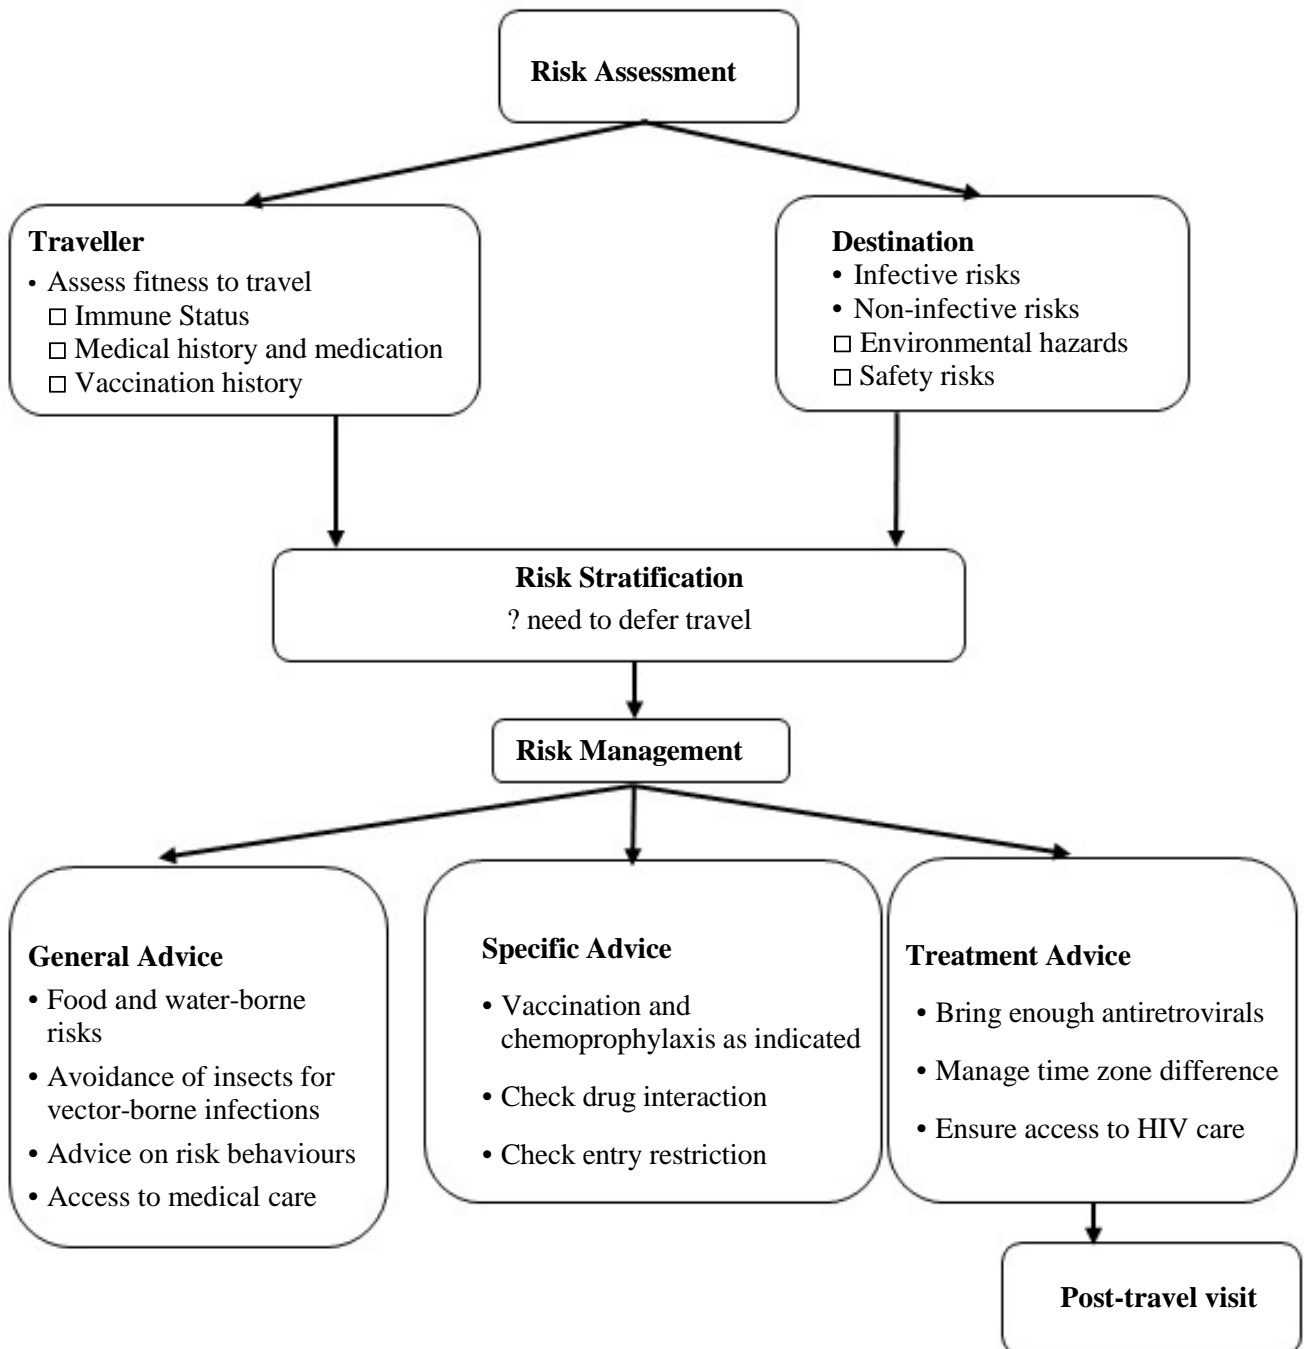 Risk Assessment
Traveller
• Assess fitness to travel
☐ Immune Status
☐ Medical history and medication
☐ Vaccination history
Destination
• Infective risks
• Non-infective risks
☐ Environmental hazards
☐ Safety risks
Risk Stratification
? need to defer travel
Risk Management
General Advice
• Food and water-borne
risks
• Avoidance of insects for
vector-borne infections
• Advice on risk behaviours
• Access to medical care
Specific Advice
• Vaccination and
chemoprophylaxis as indicated
• Check drug interaction
• Check entry restriction
Treatment Advice
• Bring enough antiretrovirals
• Manage time zone difference
• Ensure access to HIV care
Post-travel visit